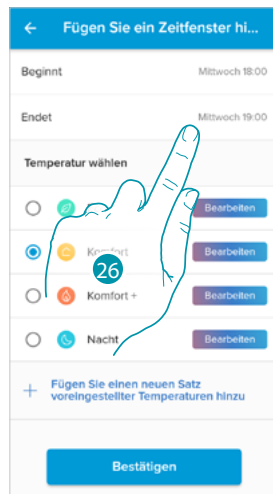 Fügen Sie ein Zeitfenster hi...
Beginnt
Mittwoch 18:00
Endet
Mittwoch 19:00
Temperatur wählen
Bearbeiten
Komfort
Bearbeiten
26
Komfort +
Bearbeiten
Nacht
Bearbeiten
+ Fügen Sie einen neuen Satz
voreingestellter Temperaturen hinzu
Bestätigen